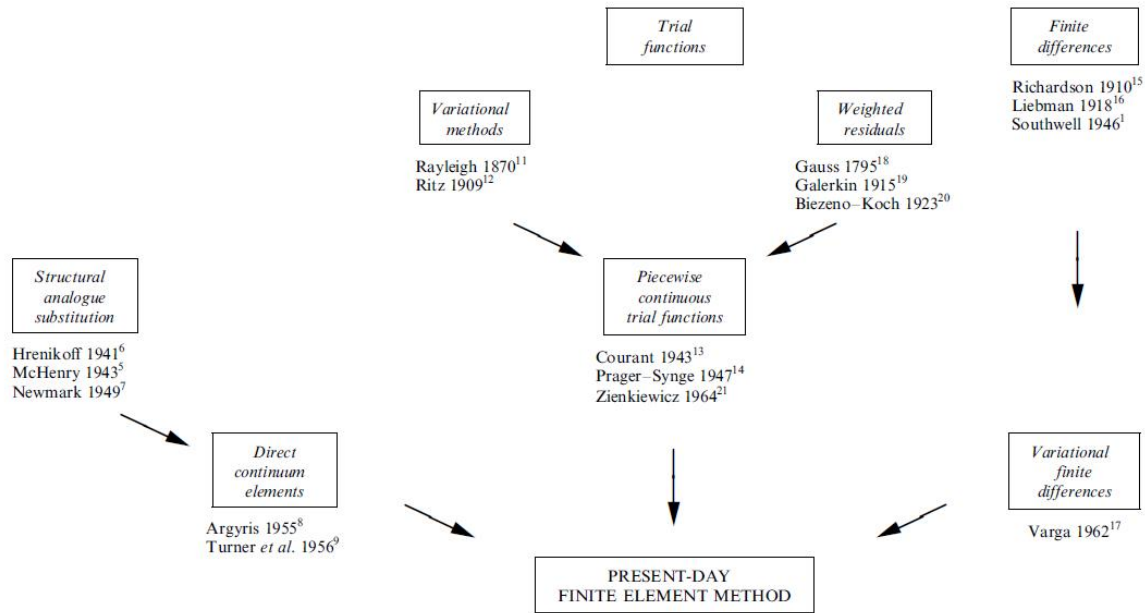 Trial
functions
Finite
differences
Richardson 1910¹⁵
Liebman 1918¹⁶
Southwell 1946¹
Variational
methods
Rayleigh 1870¹¹
Ritz 1909¹²
Weighted
residuals
Gauss 1795¹⁸
Galerkin 1915¹⁹
Biezeno–Koch 1923²⁰
Structural
analogue
substitution
Hrenikoff 1941⁶
McHenry 1943⁵
Newmark 1949⁷
Piecewise
continuous
trial functions
Courant 1943¹³
Prager–Synge 1947¹⁴
Zienkiewicz 1964²¹
Direct
continuum
elements
Argyris 1955⁸
Turner et al. 1956⁹
Variational
finite
differences
Varga 1962¹⁷
PRESENT-DAY
FINITE ELEMENT METHOD